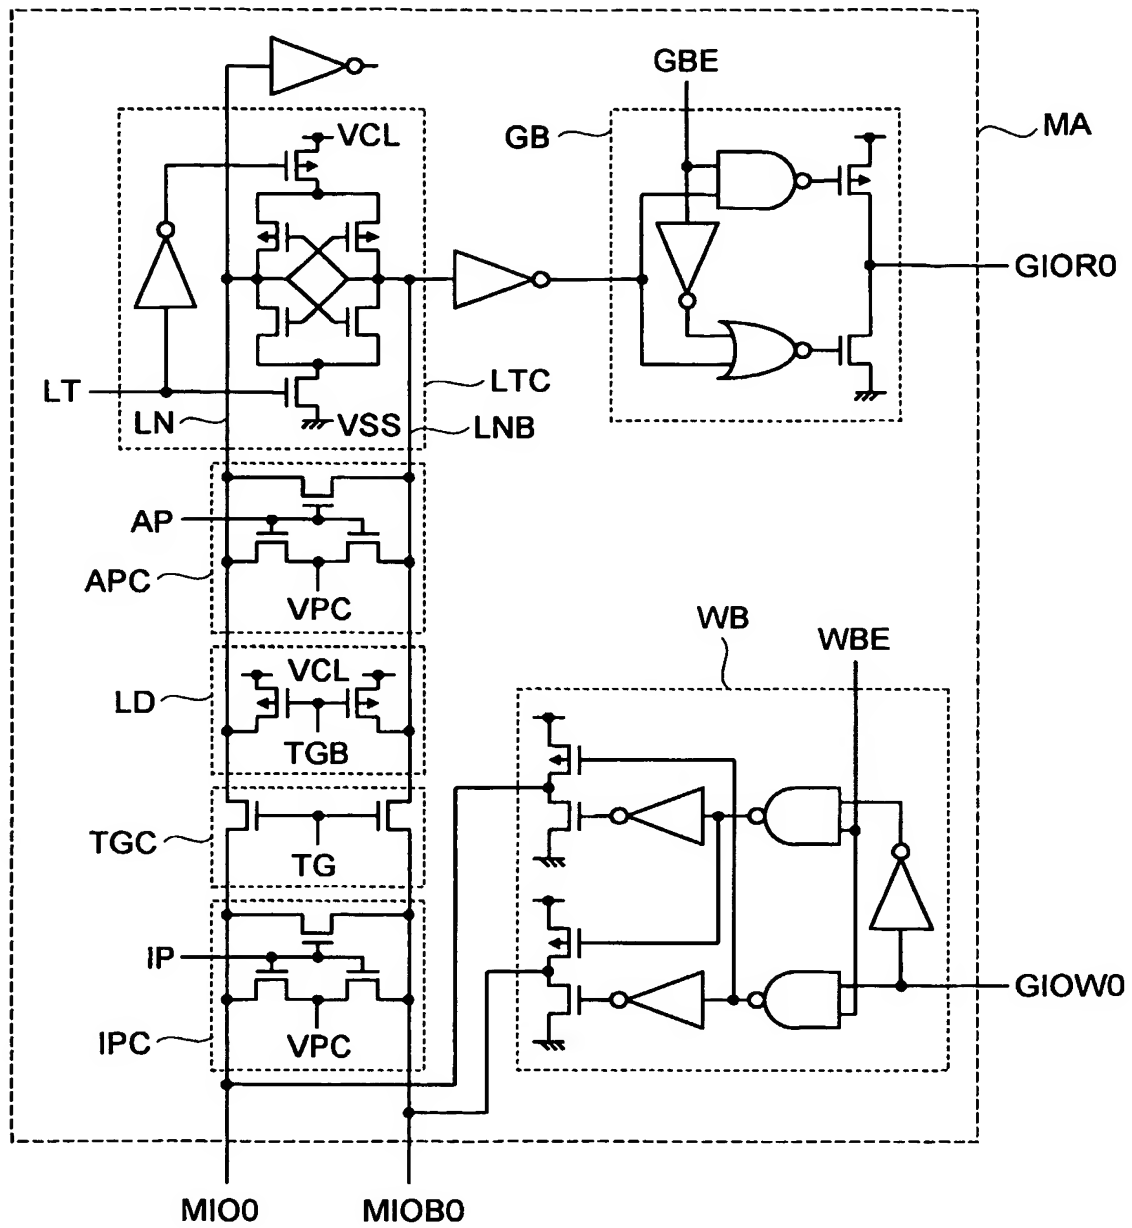 GBE
VCL
GB
MA
GIOR0
LT
LTC
LN
VSS
LNB
AP
APC
VPC
WB
WBE
VCL
LD
TGB
TGC
TG
IP
GIOW0
IPC
VPC
MIO0
MIOB0